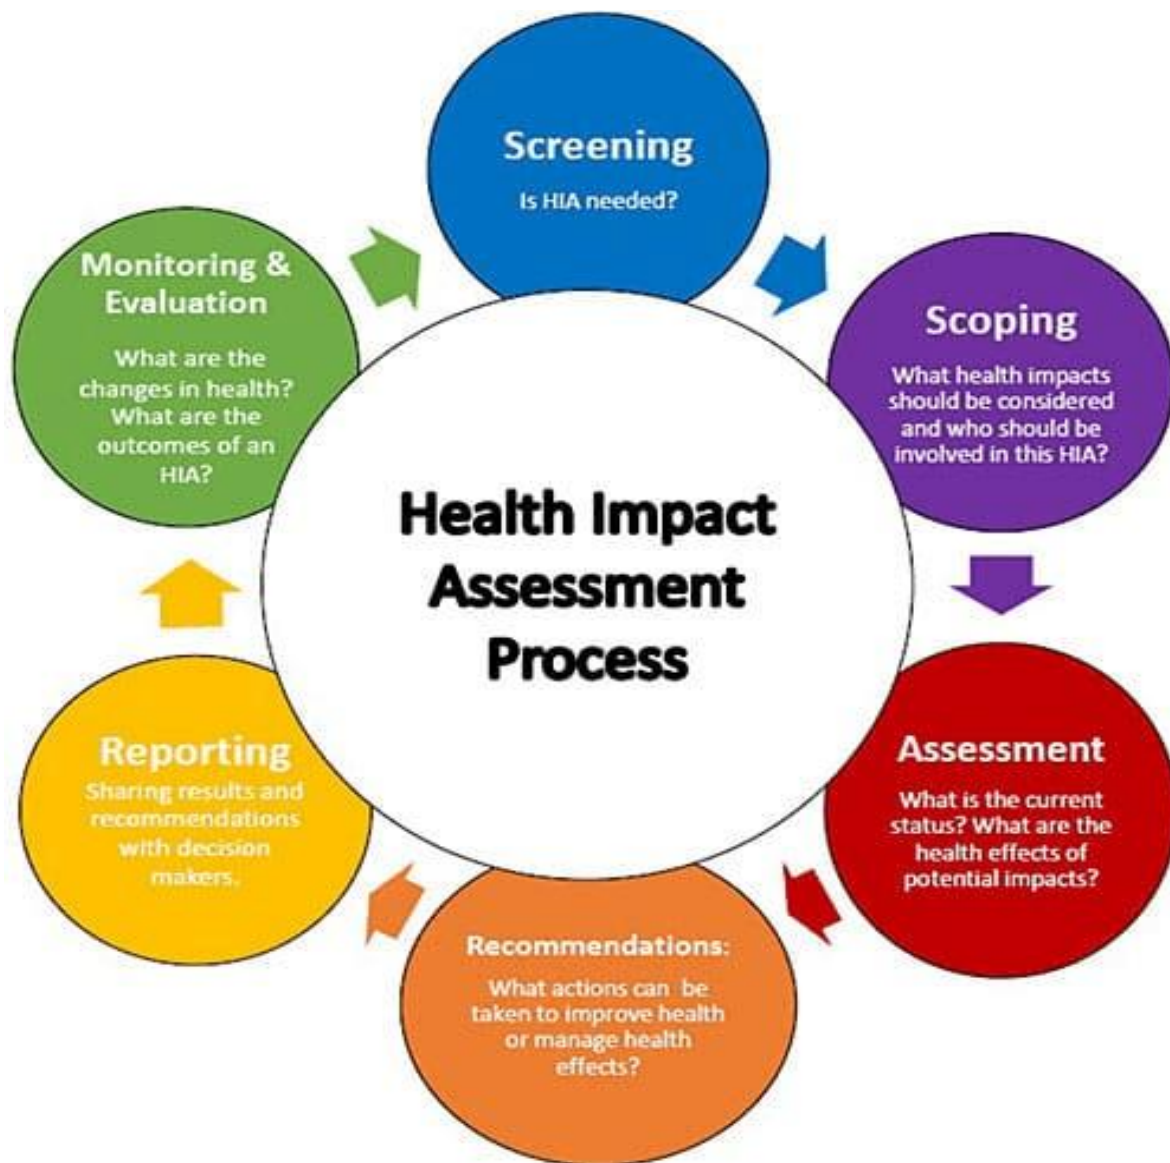 Screening
Is HIA needed?
Scoping
What health impacts
should be considered
and who should be
involved in this HIA?
Assessment
What is the current
status? What are the
health effects of
potential impacts?
Recommendations:
What actions can be
taken to improve health
or manage health
effects?
Reporting
Sharing results and
recommendations
with decision
makers.
Monitoring &
Evaluation
What are the
changes in health?
What are the
outcomes of an
HIA?
Health Impact
Assessment
Process